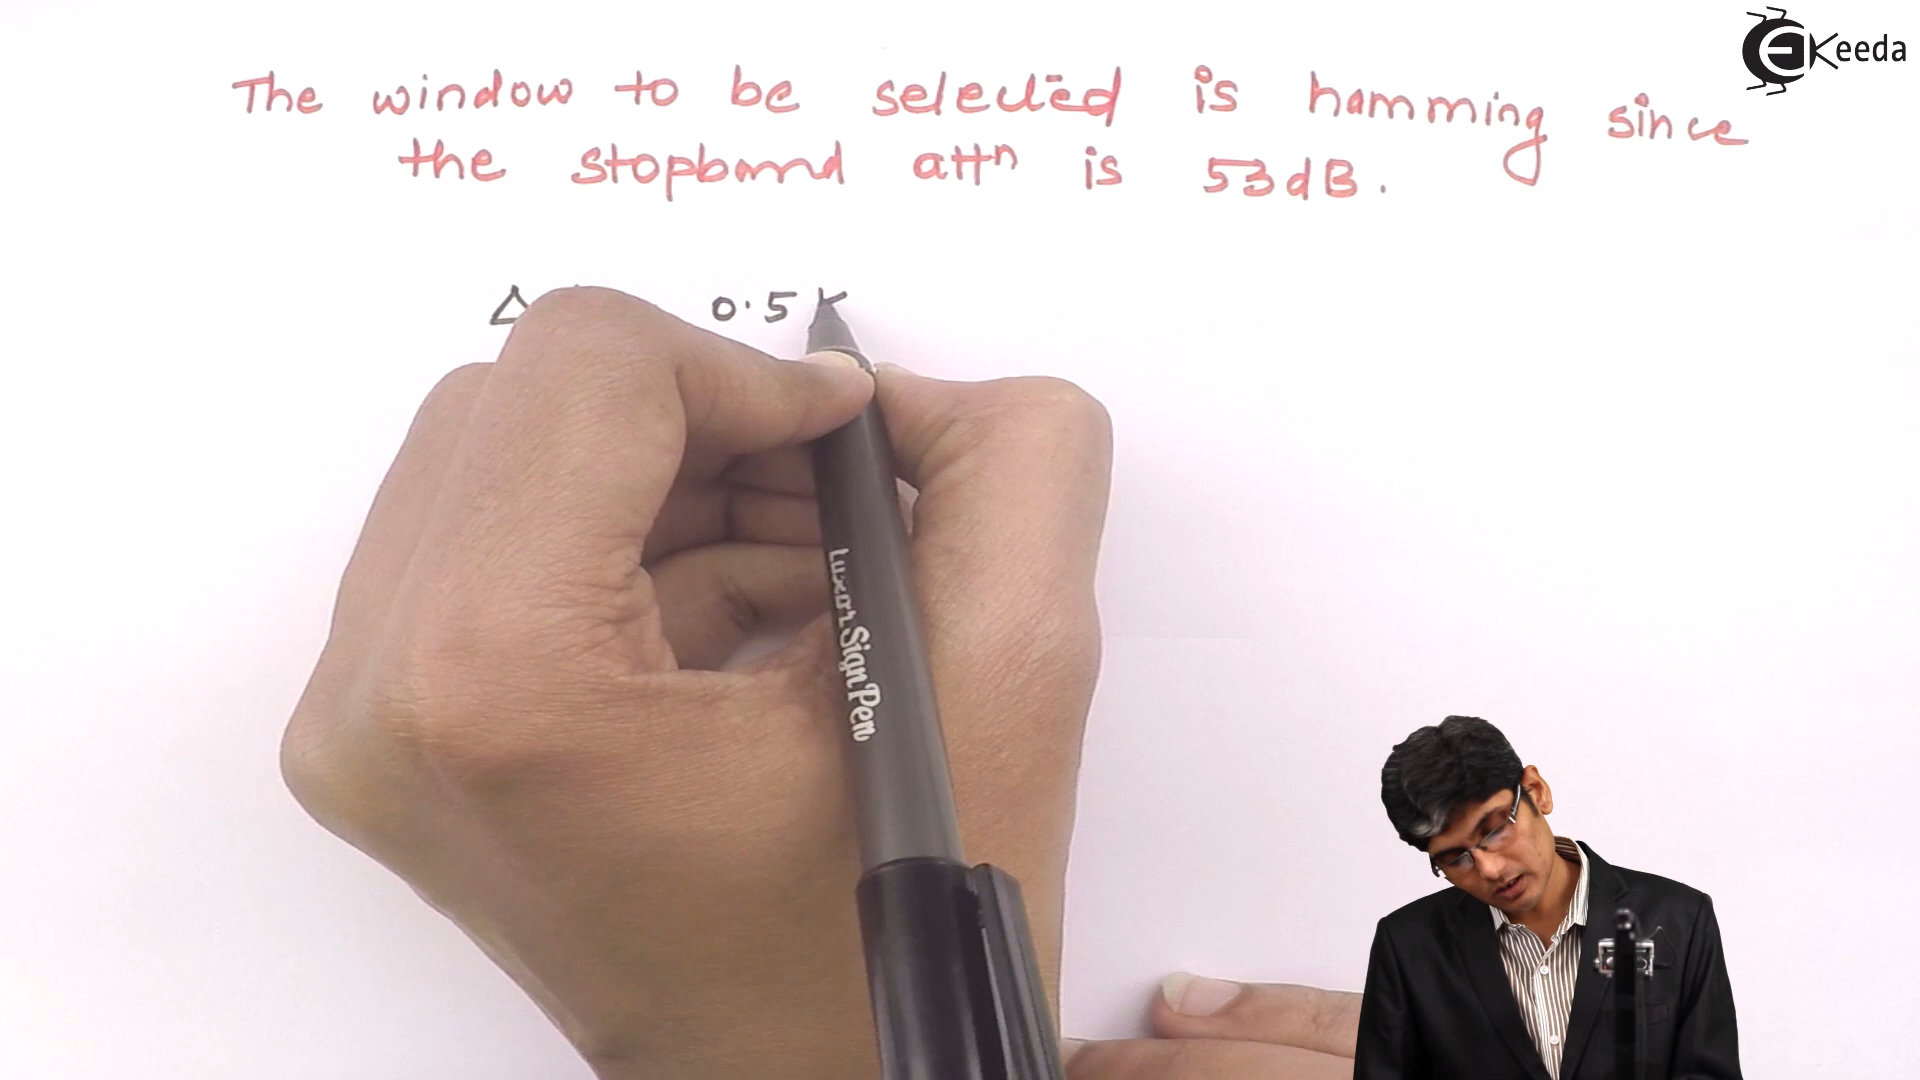 EKeeda
The window to be selected is hamming since
the stopband attⁿ is 53dB.
Δ 0.5 K
Luxor Sign Pen